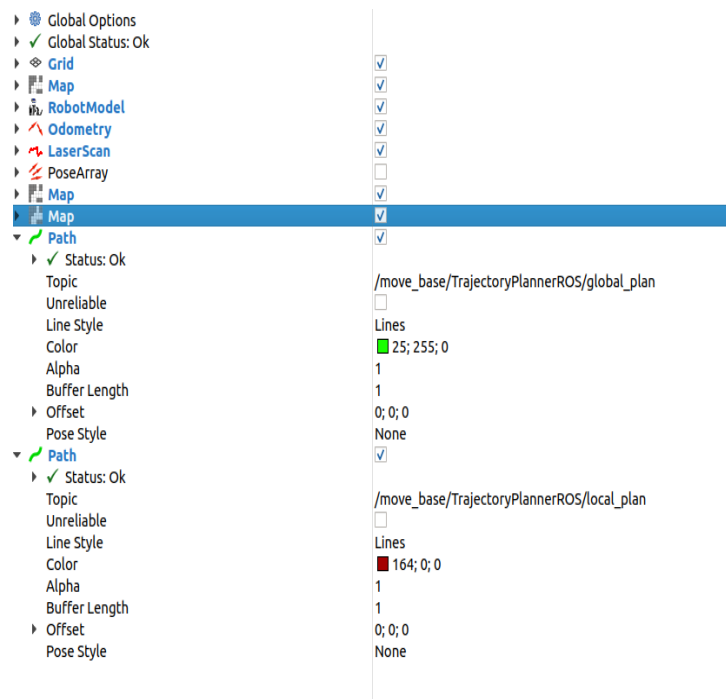 Global Options
Global Status: Ok
Grid
Map
RobotModel
Odometry
LaserScan
PoseArray
Map
Map
Path
Status: Ok
Topic /move_base/TrajectoryPlannerROS/global_plan
Unreliable
Line Style Lines
Color 25; 255; 0
Alpha 1
Buffer Length 1
Offset 0; 0; 0
Pose Style None
Path
Status: Ok
Topic /move_base/TrajectoryPlannerROS/local_plan
Unreliable
Line Style Lines
Color 164; 0; 0
Alpha 1
Buffer Length 1
Offset 0; 0; 0
Pose Style None